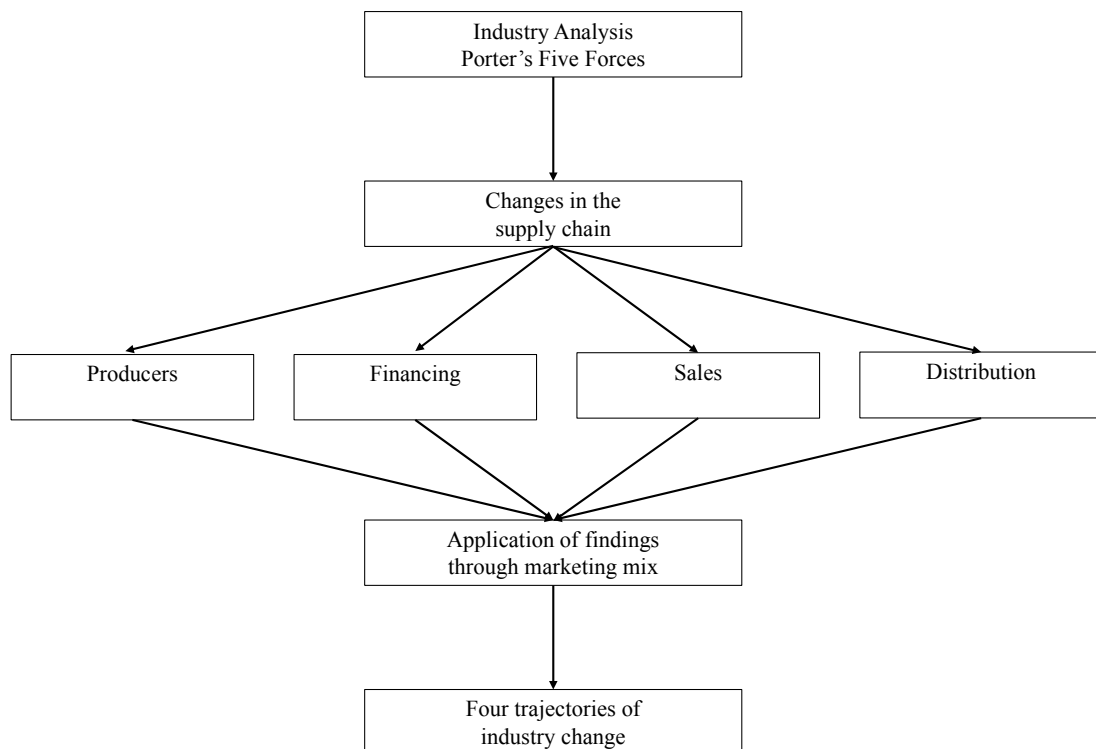 Industry Analysis
Porter’s Five Forces
Changes in the
supply chain
Producers
Financing
Sales
Distribution
Application of findings
through marketing mix
Four trajectories of
industry change